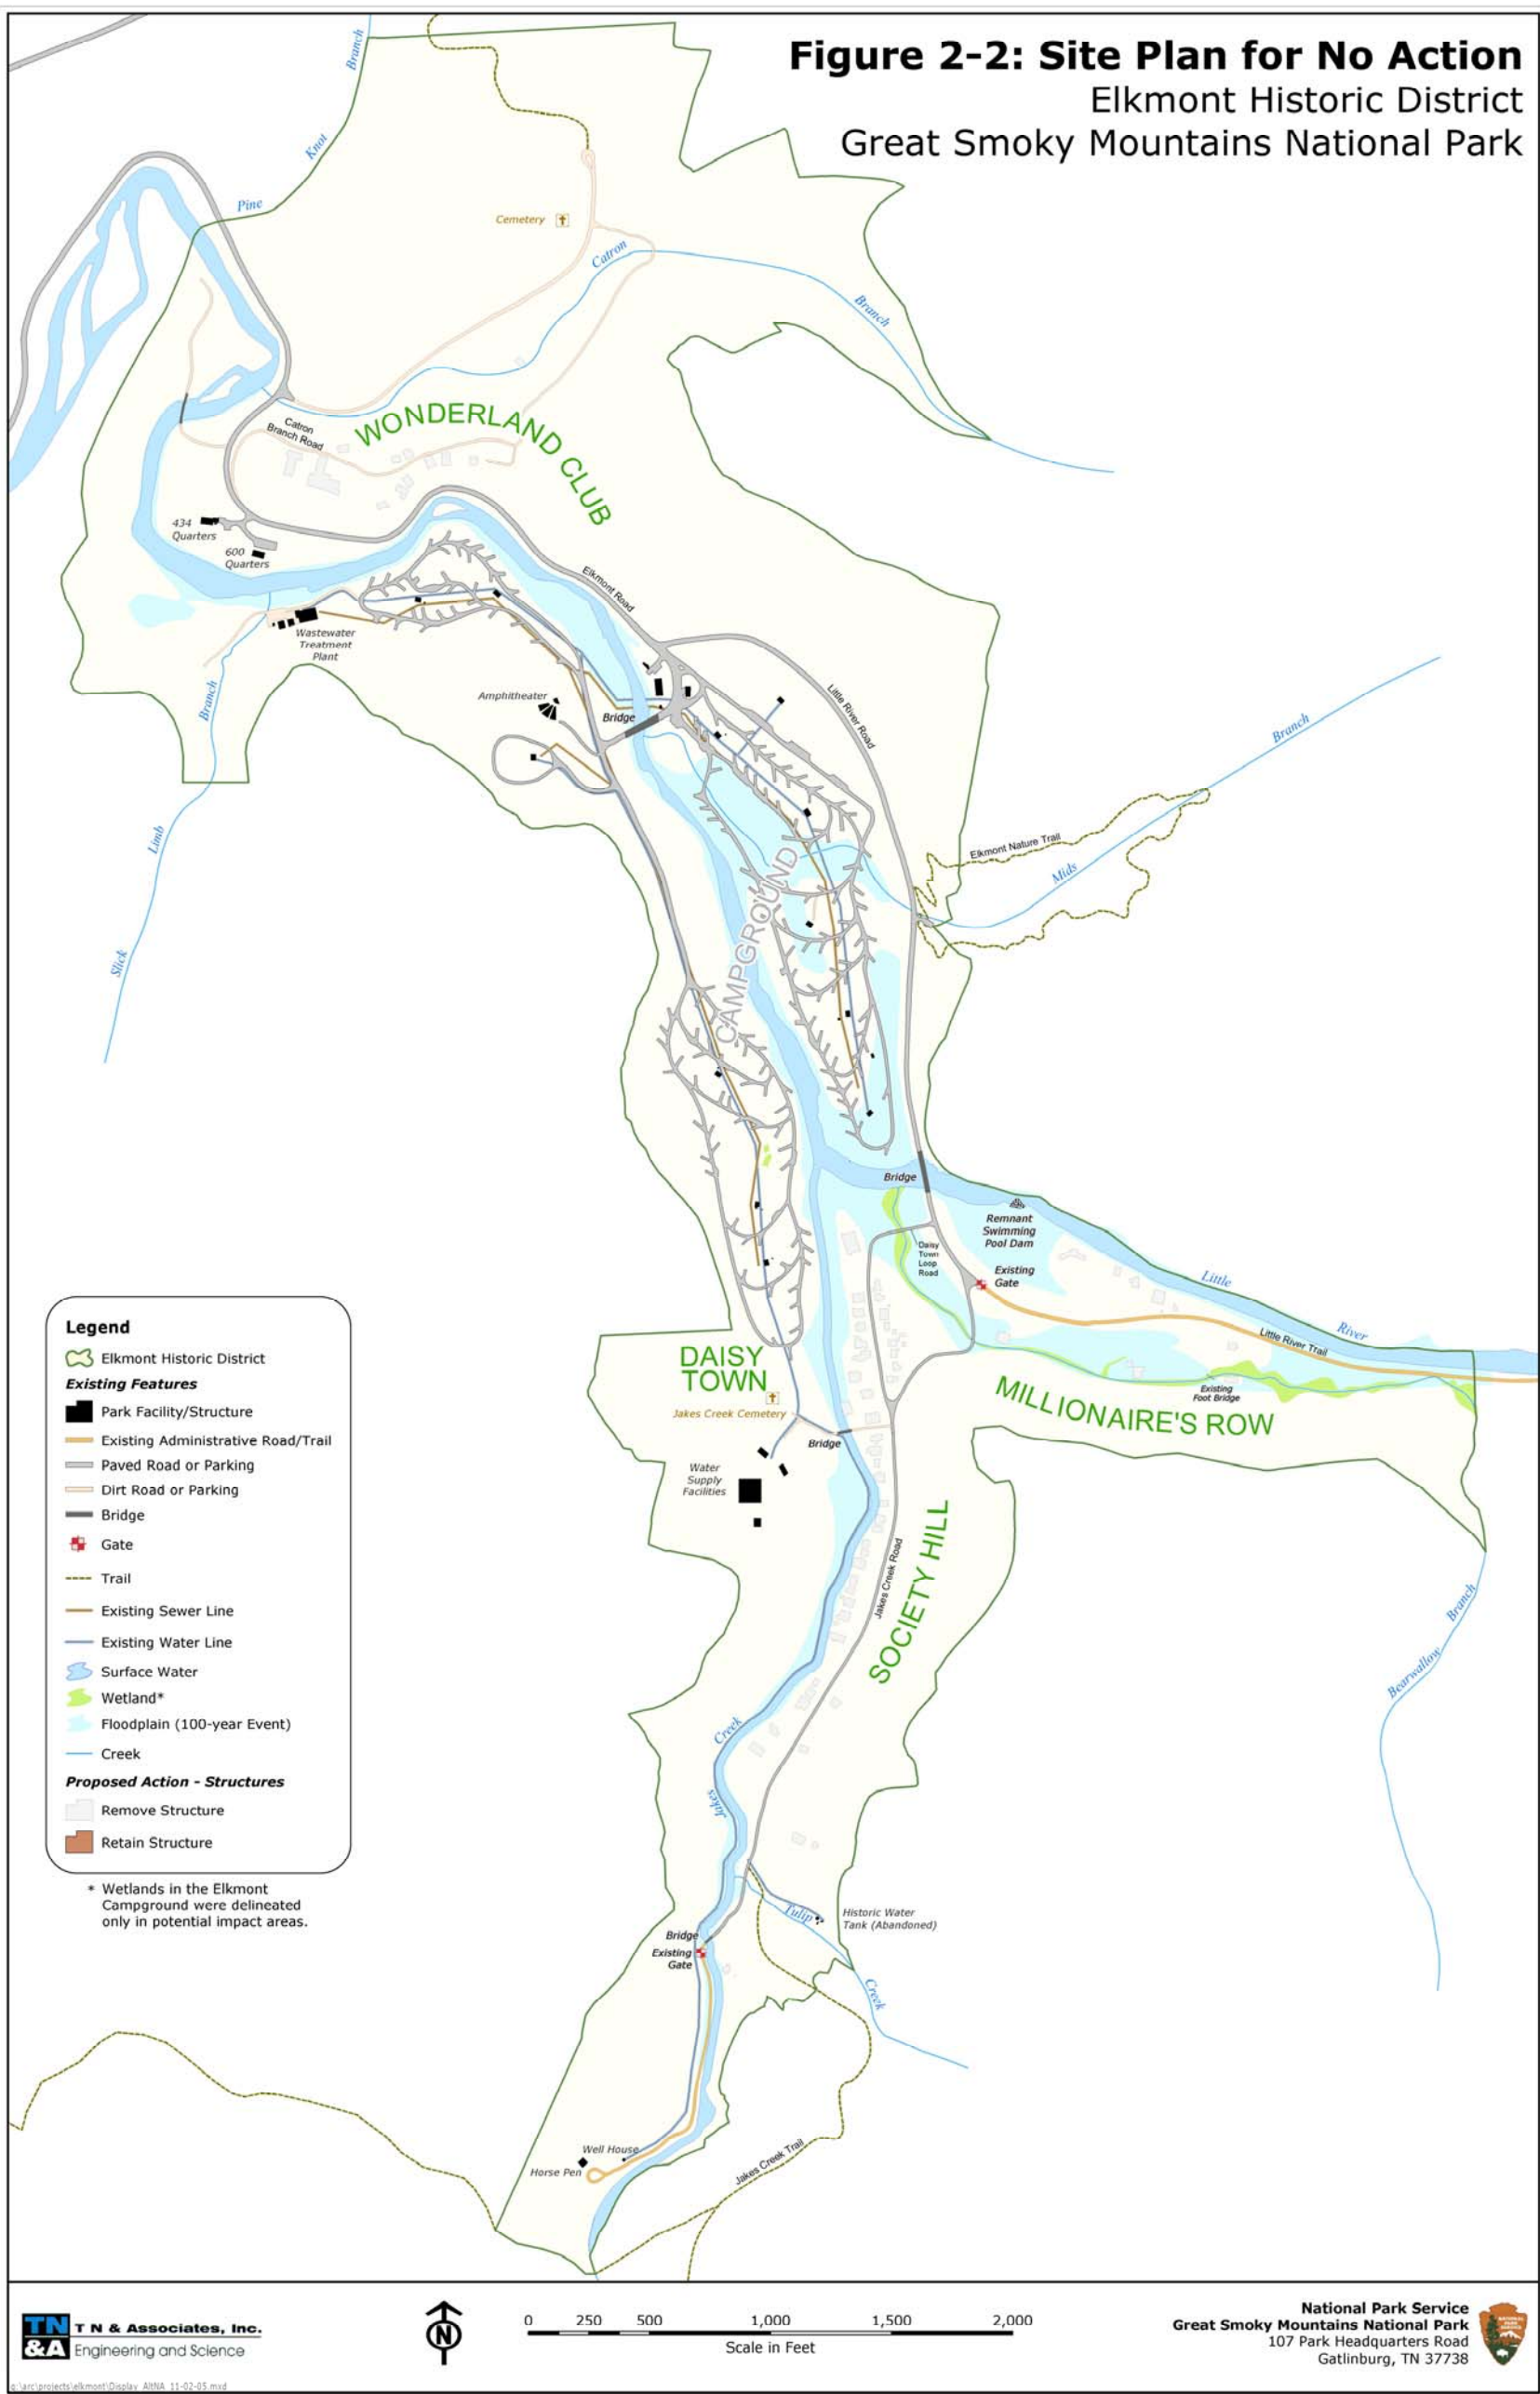 Figure 2-2: Site Plan for No Action
Elkmont Historic District
Great Smoky Mountains National Park
Branch
Knot
Pine
Cemetery
Catron
Branch
WONDERLAND CLUB
Catron
Branch Road
434
Quarters
600
Quarters
Elkmont Road
Wastewater
Treatment
Plant
Amphitheater
Bridge
Little River Road
Branch
Limb
Slick
Branch
Mids
Elkmont Nature Trail
CAMPGROUND
Bridge
Remnant
Swimming
Pool Dam
Daisy
Town
Loop
Road
Existing
Gate
Little
River
Little River Trail
Existing
Foot Bridge
MILLIONAIRE'S ROW
DAISY
TOWN
Jakes Creek Cemetery
Bridge
Water
Supply
Facilities
SOCIETY HILL
Jakes Creek Road
Creek
Jakes
Branch
Bearwallow
Tulip
Creek
Historic Water
Tank (Abandoned)
Bridge
Existing
Gate
Well House
Horse Pen
Jakes Creek Trail
Legend
Elkmont Historic District
Existing Features
Park Facility/Structure
Existing Administrative Road/Trail
Paved Road or Parking
Dirt Road or Parking
Bridge
Gate
Trail
Existing Sewer Line
Existing Water Line
Surface Water
Wetland*
Floodplain (100-year Event)
Creek
Proposed Action - Structures
Remove Structure
Retain Structure
* Wetlands in the Elkmont
Campground were delineated
only in potential impact areas.
TN
&A
T N & Associates, Inc.
Engineering and Science
N
0 250 500 1,000 1,500 2,000
Scale in Feet
National Park Service
Great Smoky Mountains National Park
107 Park Headquarters Road
Gatlinburg, TN 37738
NATIONAL
PARK
SERVICE